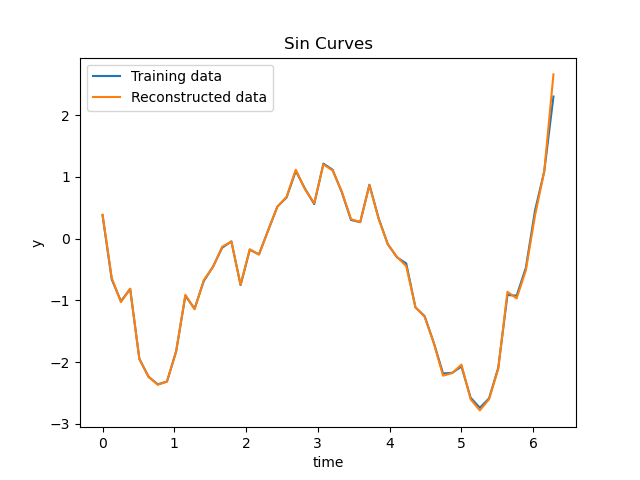 Sin Curves
Training data
Reconstructed data
2
1
0
−1
−2
−3
y
0 1 2 3 4 5 6
time